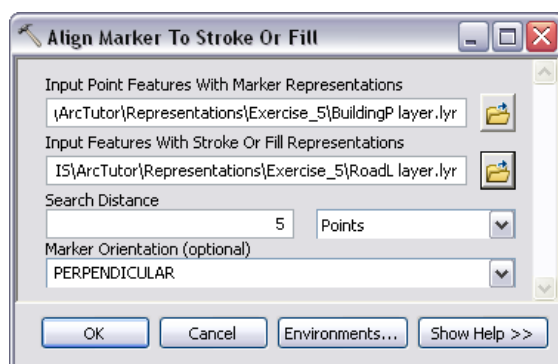 Align Marker To Stroke Or Fill
Input Point Features With Marker Representations
\ArcTutor\Representations\Exercise_5\BuildingP layer.lyr
Input Features With Stroke Or Fill Representations
IS\ArcTutor\Representations\Exercise_5\RoadL layer.lyr
Search Distance
5 Points
Marker Orientation (optional)
PERPENDICULAR
OK Cancel Environments... Show Help >>